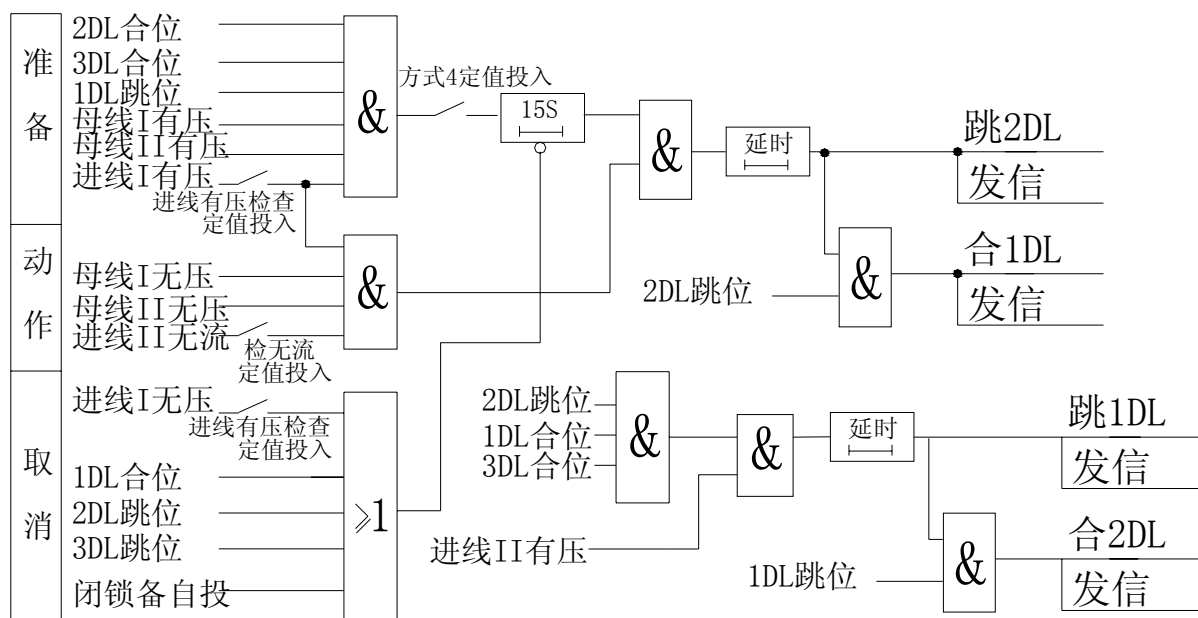 准
备
2DL合位
3DL合位
1DL跳位
母线I有压
母线II有压
进线I有压
进线有压检查
定值投入
&
方式4定值投入
15S
&
延时
跳2DL
发信
动
作
母线I无压
母线II无压
进线II无流
检无流
定值投入
&
2DL跳位
&
合1DL
发信
取
消
进线I无压
进线有压检查
定值投入
1DL合位
2DL跳位
3DL跳位
闭锁备自投
≥1
2DL跳位
1DL合位
3DL合位
&
进线II有压
&
延时
跳1DL
发信
1DL跳位
&
合2DL
发信